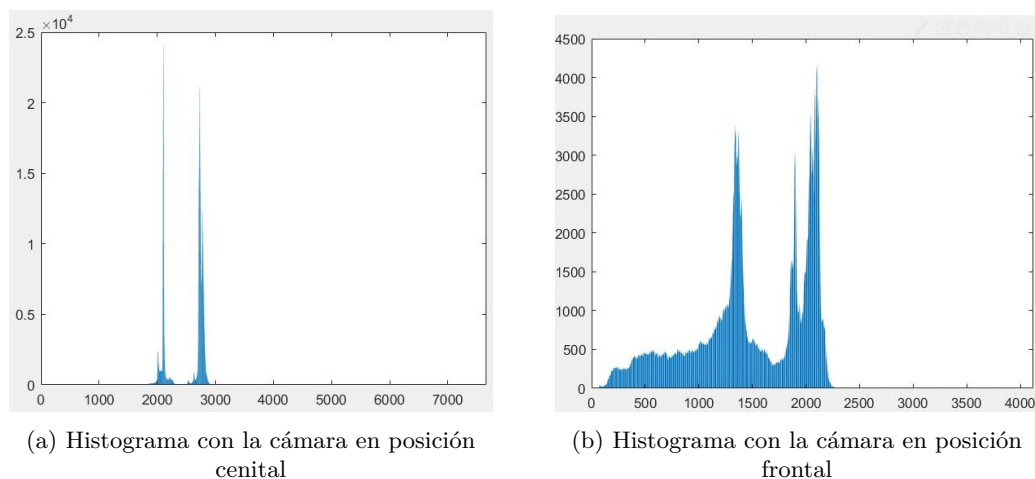 ×10⁴
2.5
2
1.5
1
0.5
0
0 1000 2000 3000 4000 5000 6000 7000
(a) Histograma con la cámara en posición
cenital
4500
4000
3500
3000
2500
2000
1500
1000
500
0
0 500 1000 1500 2000 2500 3000 3500 4000
(b) Histograma con la cámara en posición
frontal